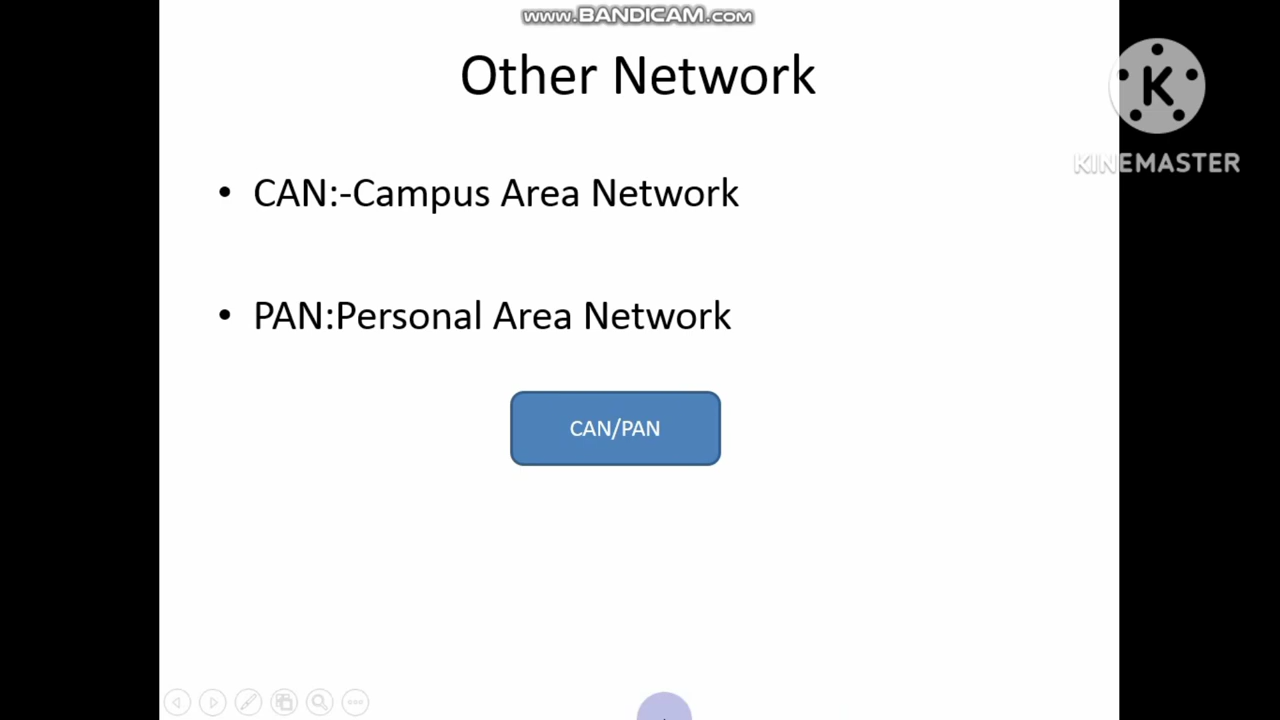 www.BANDICAM.com
Other Network
K
KINEMASTER
• CAN:-Campus Area Network
• PAN:Personal Area Network
CAN/PAN